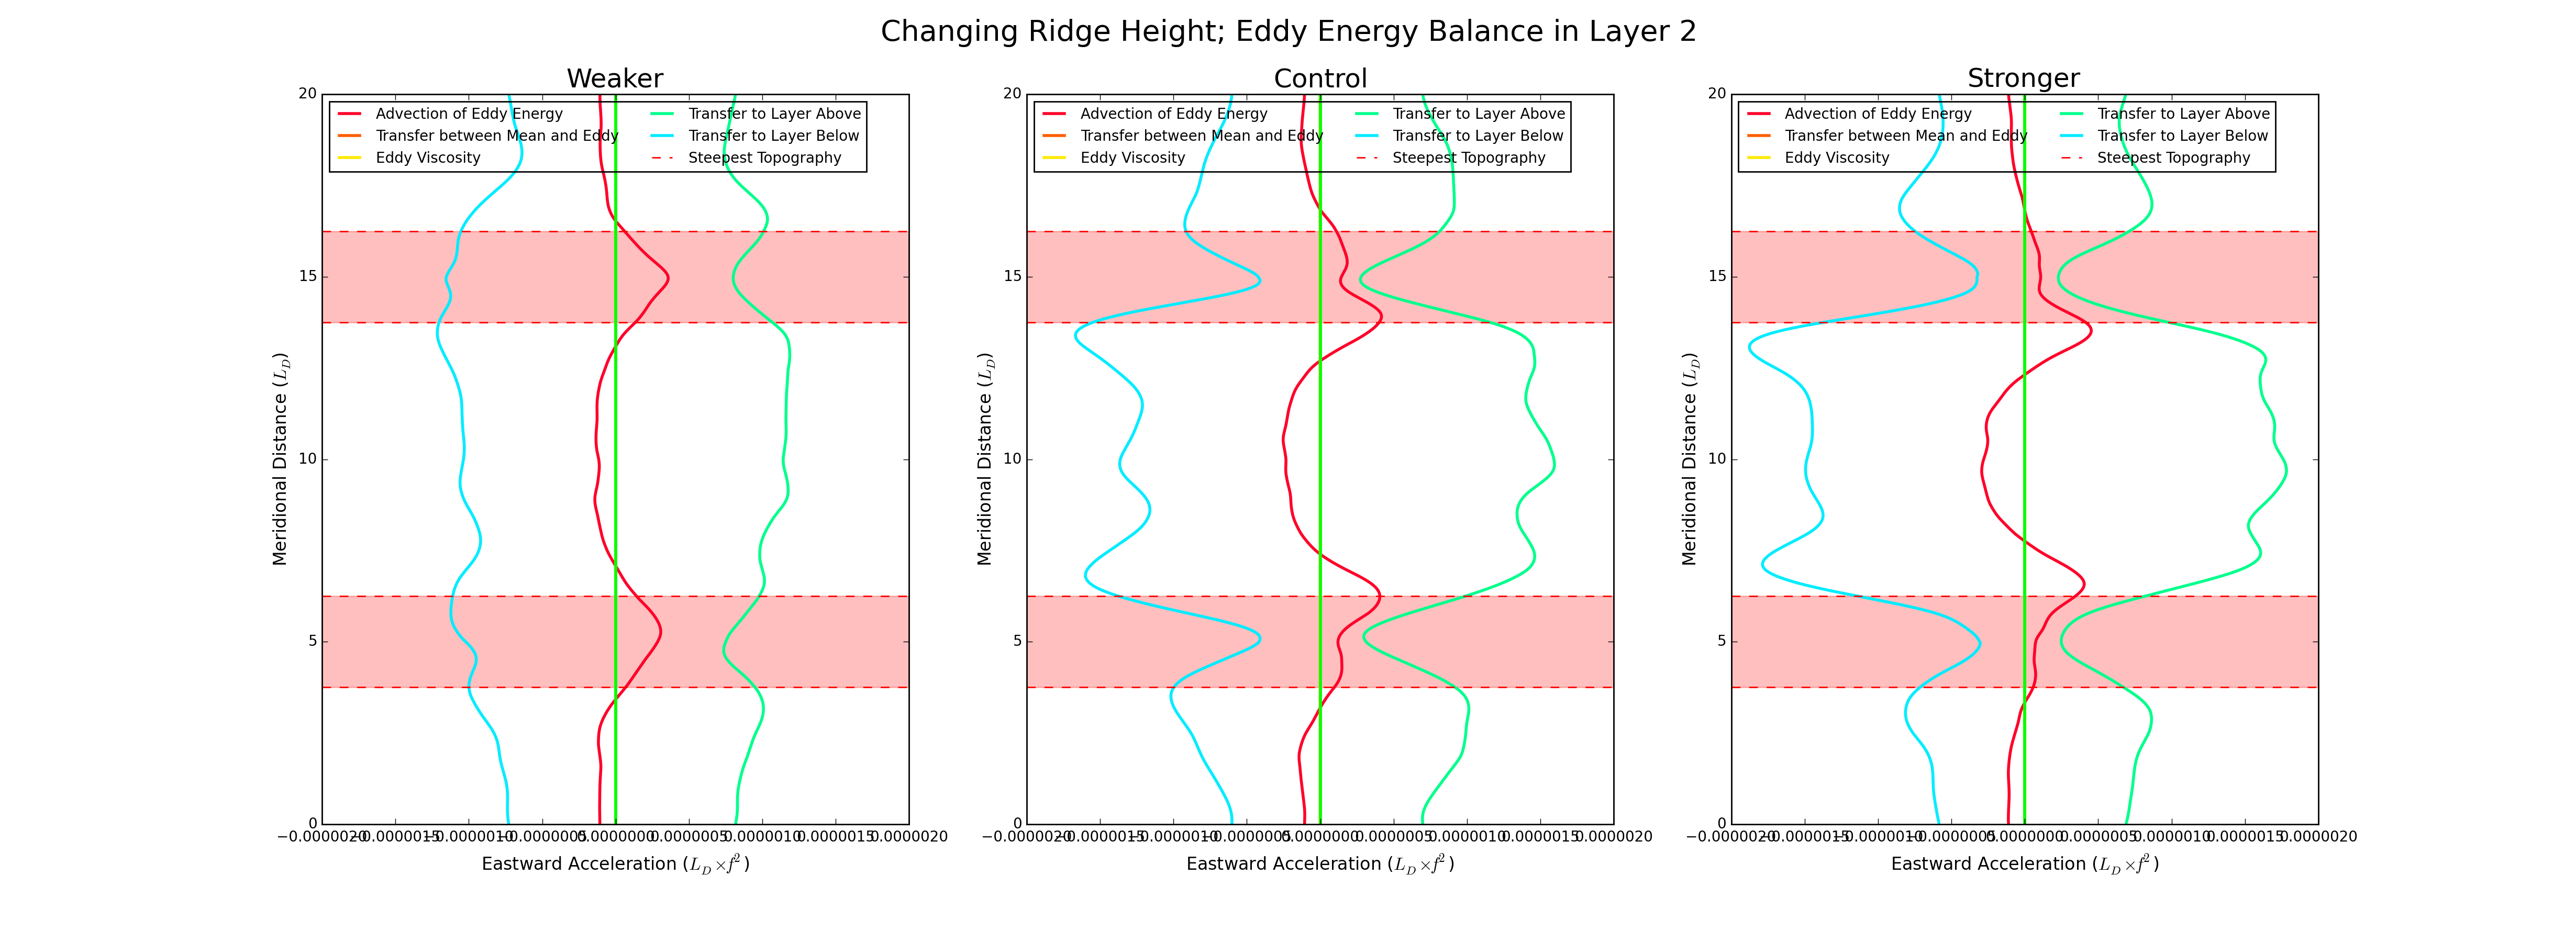 Changing Ridge Height; Eddy Energy Balance in Layer 2
Weaker
Advection of Eddy Energy
Transfer between Mean and Eddy
Eddy Viscosity
Transfer to Layer Above
Transfer to Layer Below
Steepest Topography
20
15
10
5
0
Meridional Distance (L_D)
−0.0000020 −0.0000015 −0.0000010 −0.0000005 0.0000000 0.0000005 0.0000010 0.0000015 0.0000020
Eastward Acceleration (L_D×f²)
Control
Advection of Eddy Energy
Transfer between Mean and Eddy
Eddy Viscosity
Transfer to Layer Above
Transfer to Layer Below
Steepest Topography
20
15
10
5
0
Meridional Distance (L_D)
−0.0000020 −0.0000015 −0.0000010 −0.0000005 0.0000000 0.0000005 0.0000010 0.0000015 0.0000020
Eastward Acceleration (L_D×f²)
Stronger
Advection of Eddy Energy
Transfer between Mean and Eddy
Eddy Viscosity
Transfer to Layer Above
Transfer to Layer Below
Steepest Topography
20
15
10
5
0
Meridional Distance (L_D)
−0.0000020 −0.0000015 −0.0000010 −0.0000005 0.0000000 0.0000005 0.0000010 0.0000015 0.0000020
Eastward Acceleration (L_D×f²)